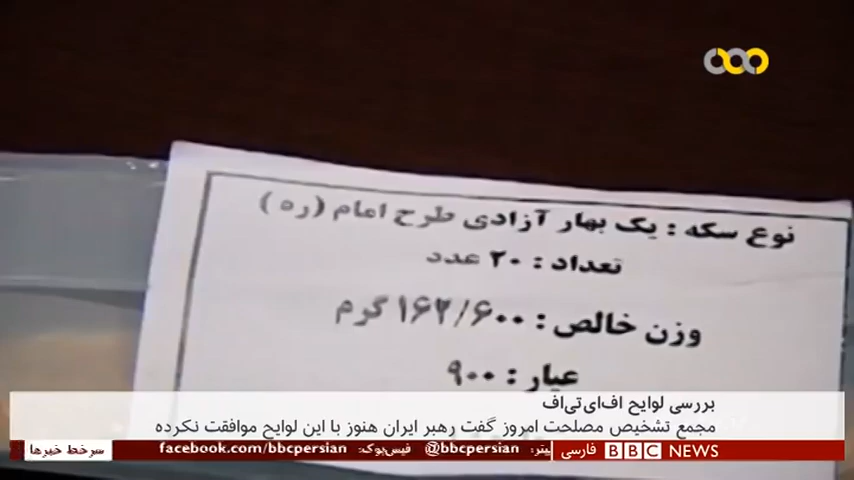 نوع سکه : یک بهار آزادی طرح امام (ره)
تعداد : ۲۰ عدد
وزن خالص : ۱۶۲/۶۰۰ گرم
عیار : ۹۰۰
بررسی لوایح اف‌ای‌تی‌اف
مجمع تشخیص مصلحت امروز گفت رهبر ایران هنوز با این لوایح موافقت نکرده
سرخط خبرها
facebook.com/bbcpersian فیس‌بوک: @bbcpersian ییتر:
فارسی BBC NEWS